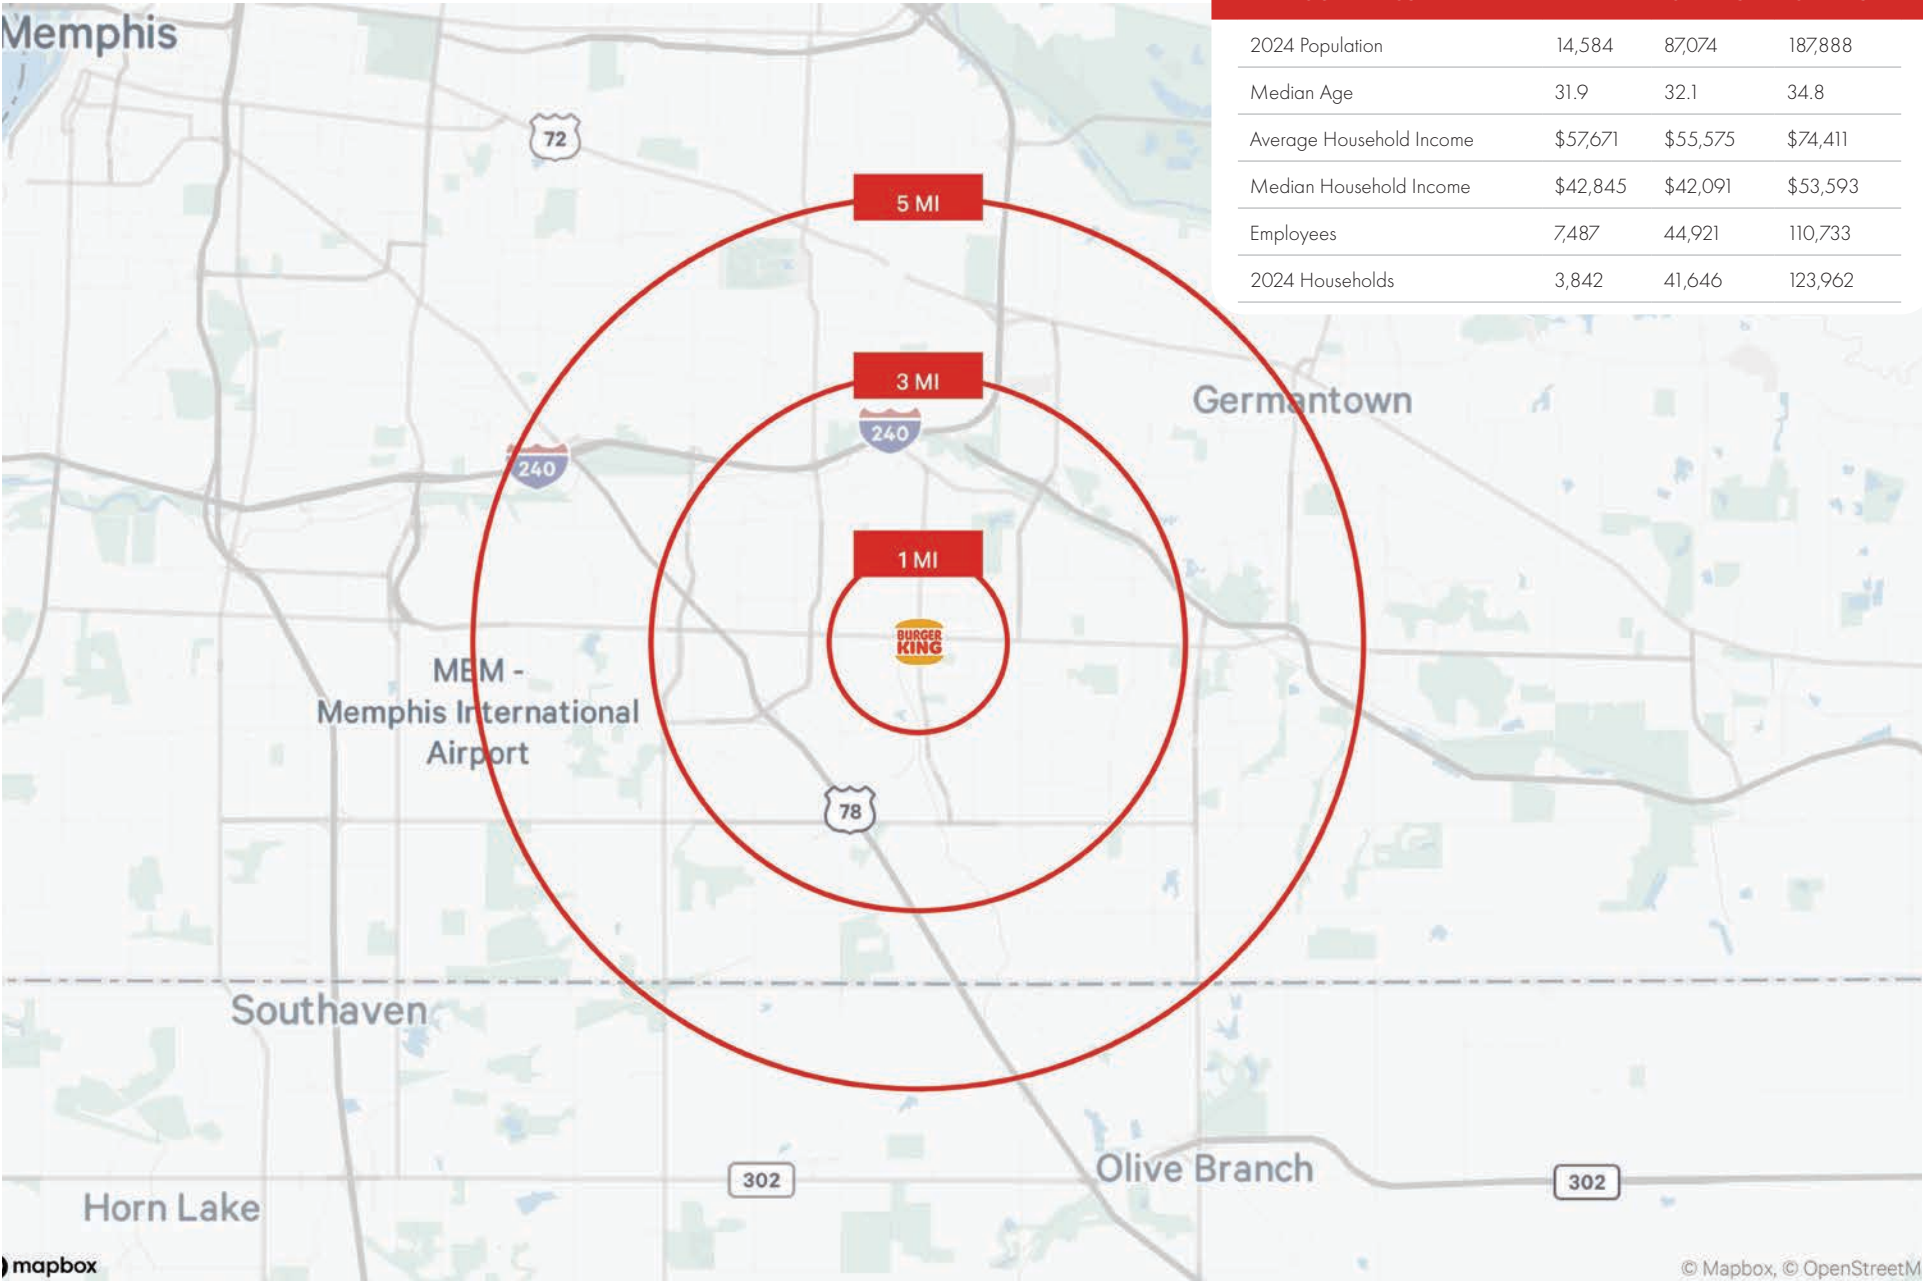 Memphis
2024 Population 14,584 87,074 187,888
Median Age 31.9 32.1 34.8
Average Household Income $57,671 $55,575 $74,411
Median Household Income $42,845 $42,091 $53,593
Employees 7,487 44,921 110,733
2024 Households 3,842 41,646 123,962
72
5 MI
3 MI
Germantown
240
240
1 MI
BURGER
KING
MEM -
Memphis International
Airport
78
Southaven
Olive Branch
302
302
Horn Lake
mapbox
© Mapbox, © OpenStreetM